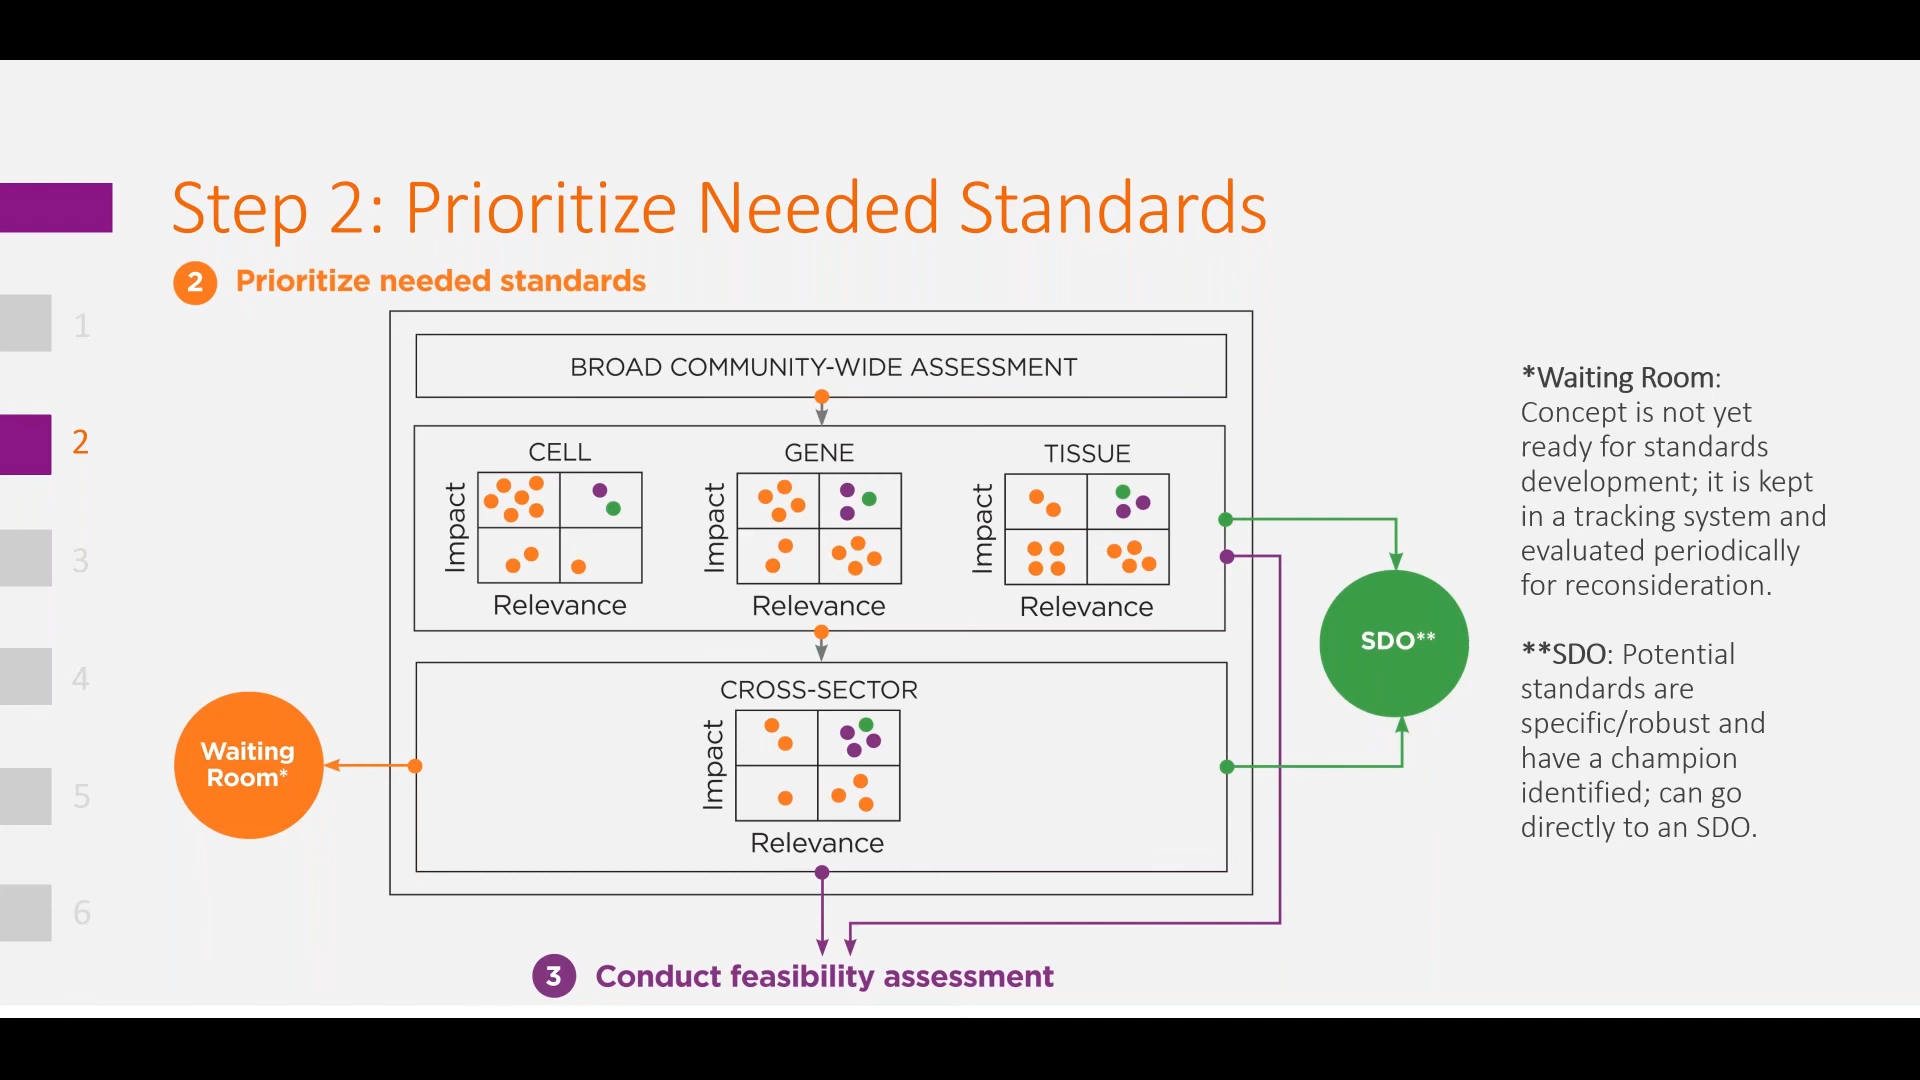 Step 2: Prioritize Needed Standards
2 Prioritize needed standards
1
2
3
4
5
6
BROAD COMMUNITY-WIDE ASSESSMENT
CELL
Impact
Relevance
GENE
Impact
Relevance
TISSUE
Impact
Relevance
CROSS-SECTOR
Impact
Relevance
Waiting
Room*
SDO**
3 Conduct feasibility assessment
*Waiting Room:
Concept is not yet
ready for standards
development; it is kept
in a tracking system and
evaluated periodically
for reconsideration.
**SDO: Potential
standards are
specific/robust and
have a champion
identified; can go
directly to an SDO.